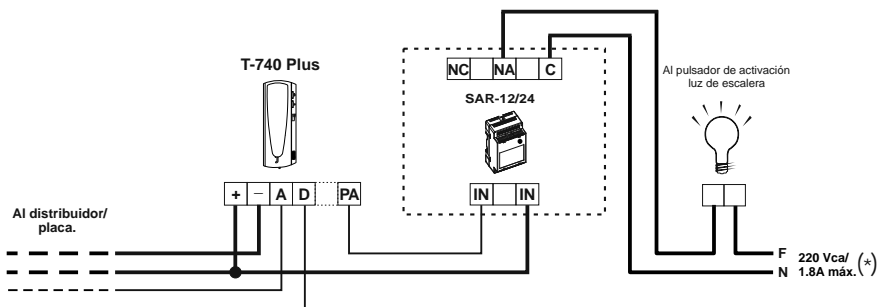 T-740 Plus
NC NA C
SAR-12/24
Al pulsador de activación
luz de escalera
+ – A D PA
IN IN
Al distribuidor/
placa.
F 220 Vca/ (*)
N 1.8A máx.